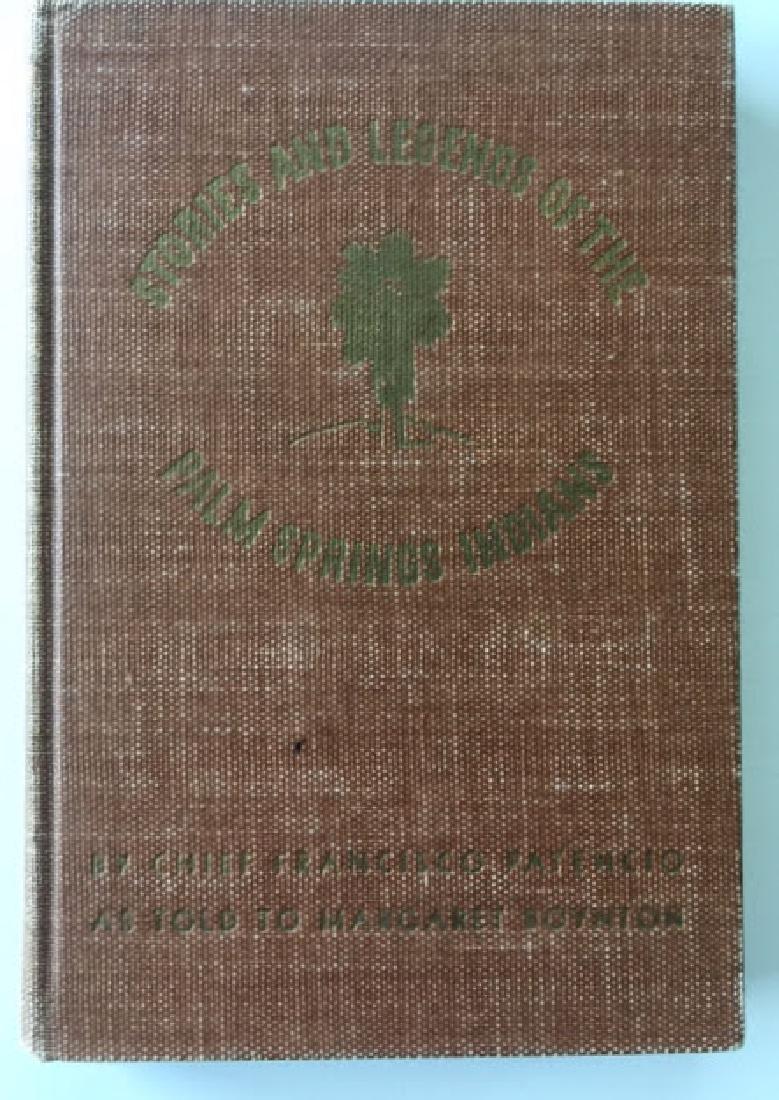 STORIES AND LEGENDS OF THE
PALM SPRINGS INDIANS
BY CHIEF FRANCISCO PATENCIO
AS TOLD TO MARGARET BOYNTON